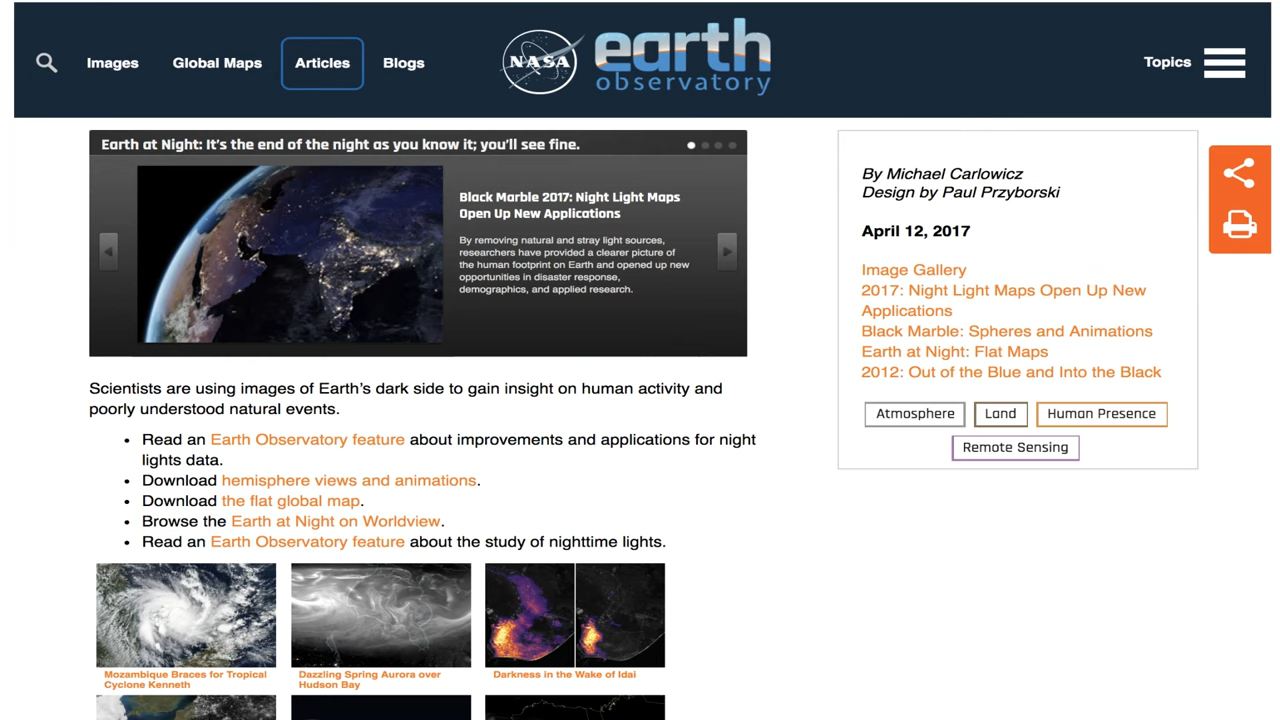 Images
Global Maps
Articles
Blogs
NASA
earth
observatory
Topics
Earth at Night: It's the end of the night as you know it; you'll see fine.
Black Marble 2017: Night Light Maps
Open Up New Applications
By removing natural and stray light sources,
researchers have provided a clearer picture of
the human footprint on Earth and opened up new
opportunities in disaster response,
demographics, and applied research.
By Michael Carlowicz
Design by Paul Przyborski
April 12, 2017
Image Gallery
2017: Night Light Maps Open Up New
Applications
Black Marble: Spheres and Animations
Earth at Night: Flat Maps
2012: Out of the Blue and Into the Black
Atmosphere
Land
Human Presence
Remote Sensing
Scientists are using images of Earth's dark side to gain insight on human activity and
poorly understood natural events.
• Read an Earth Observatory feature about improvements and applications for night
lights data.
• Download hemisphere views and animations.
• Download the flat global map.
• Browse the Earth at Night on Worldview.
• Read an Earth Observatory feature about the study of nighttime lights.
Mozambique Braces for Tropical
Cyclone Kenneth
Dazzling Spring Aurora over
Hudson Bay
Darkness in the Wake of Idai